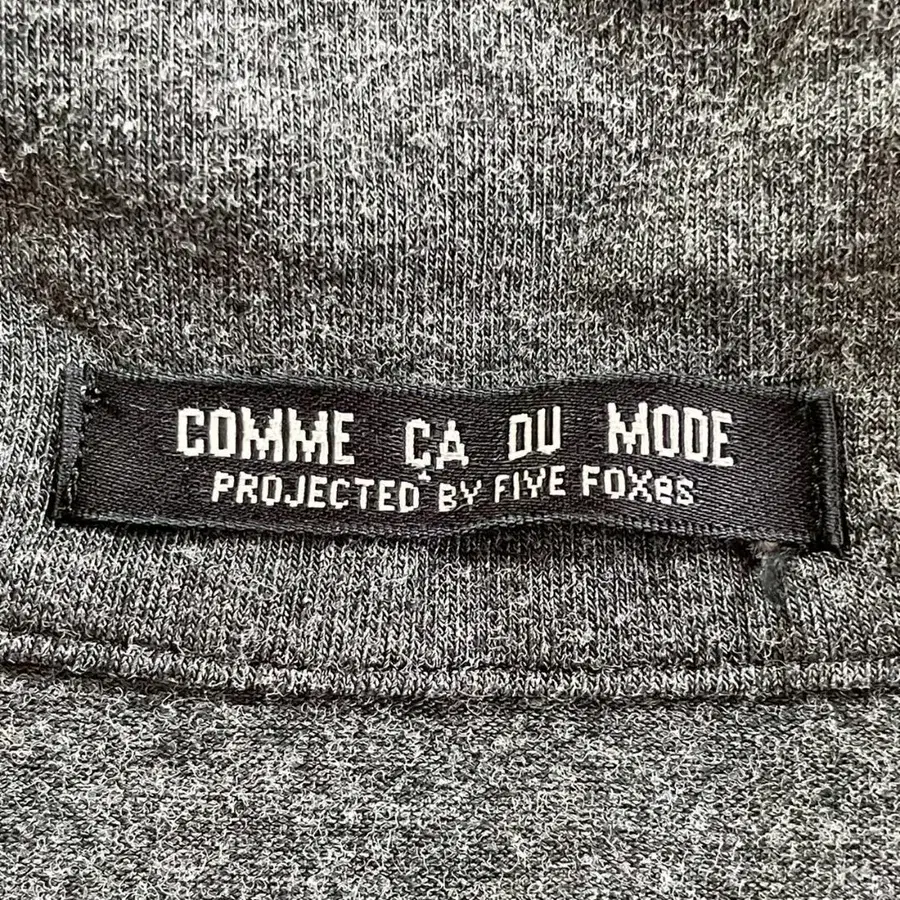 COMME ÇA DU MODE
PROJECTED BY FIVE FOXes